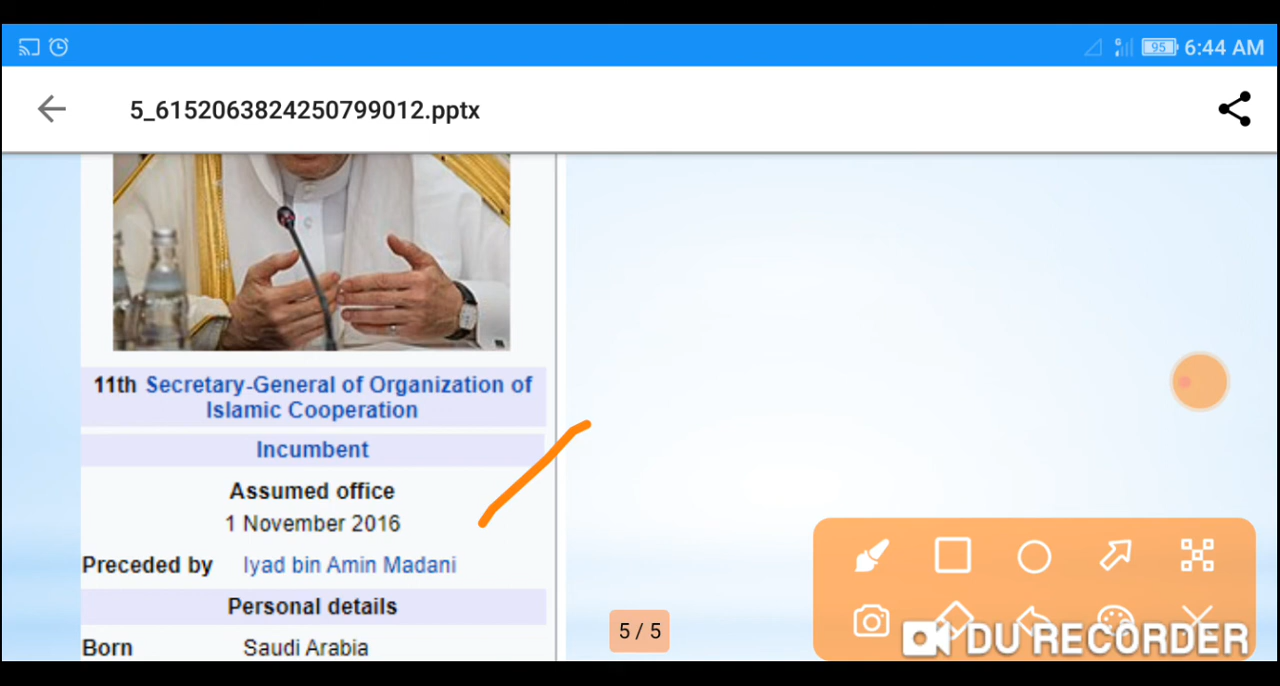 95 6:44 AM
5_6152063824250799012.pptx
11th Secretary-General of Organization of
Islamic Cooperation
Incumbent
Assumed office
1 November 2016
Preceded by Iyad bin Amin Madani
Personal details
Born Saudi Arabia
5 / 5
DU RECORDER